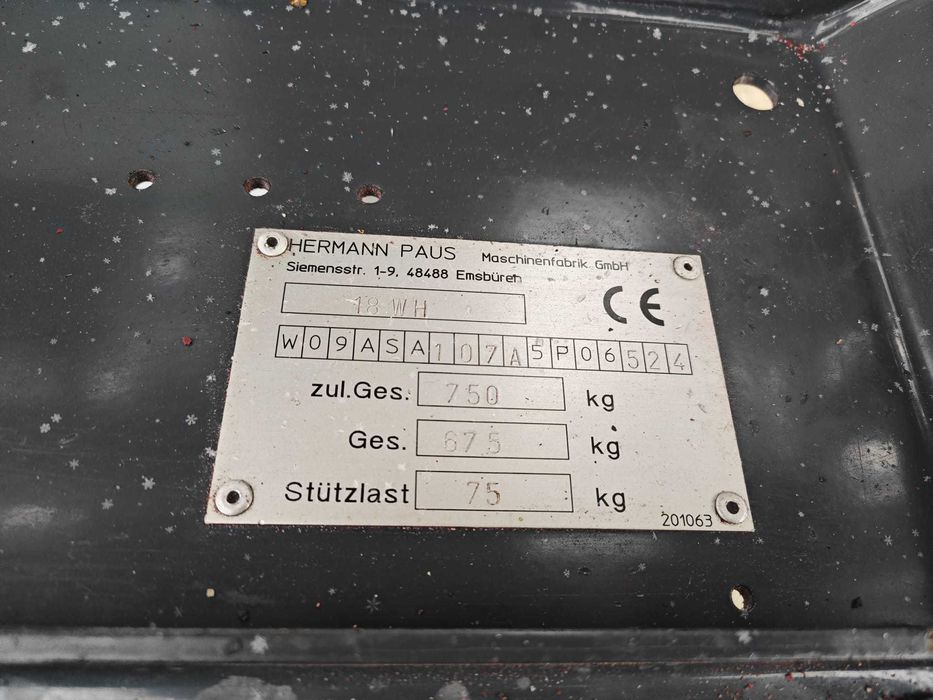 HERMANN PAUS Maschinenfabrik GmbH
Siemensstr. 1-9, 48488 Emsbüren
18 WH
CE
W09ASA107A5P06524
zul.Ges. 750 kg
Ges. 675 kg
Stützlast 75 kg
201063